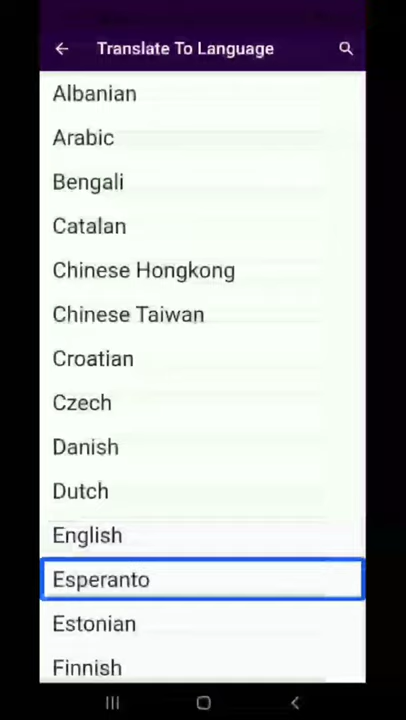 Translate To Language
Albanian
Arabic
Bengali
Catalan
Chinese Hongkong
Chinese Taiwan
Croatian
Czech
Danish
Dutch
English
Esperanto
Estonian
Finnish